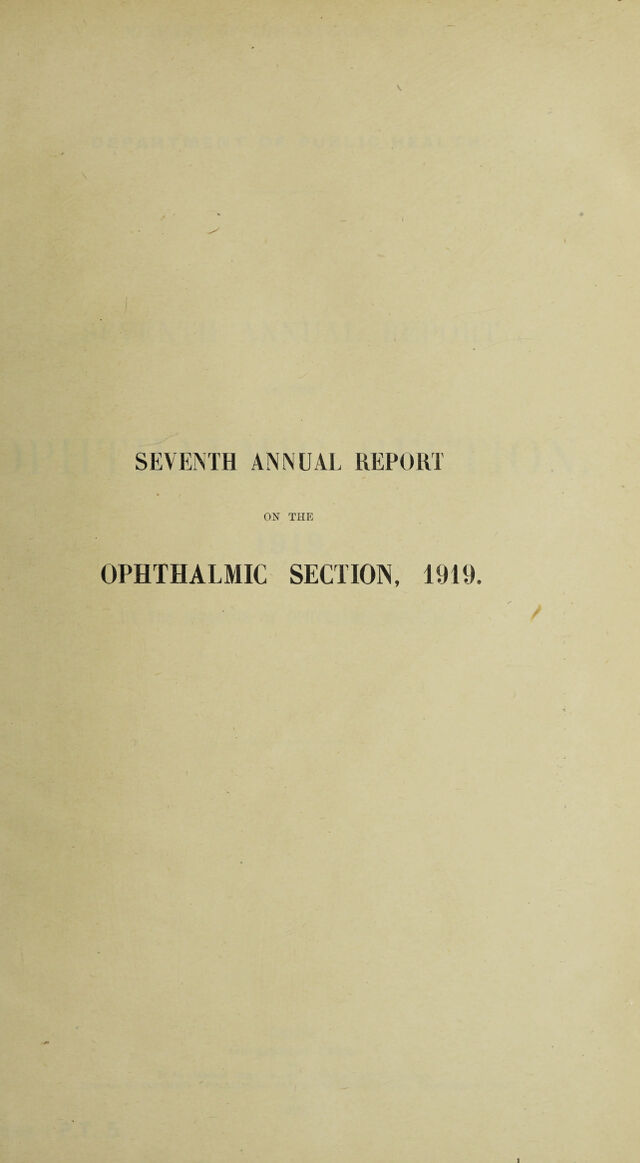 SEVENTH ANNUAL REPORT
ON THE
OPHTHALMIC SECTION, 1919.